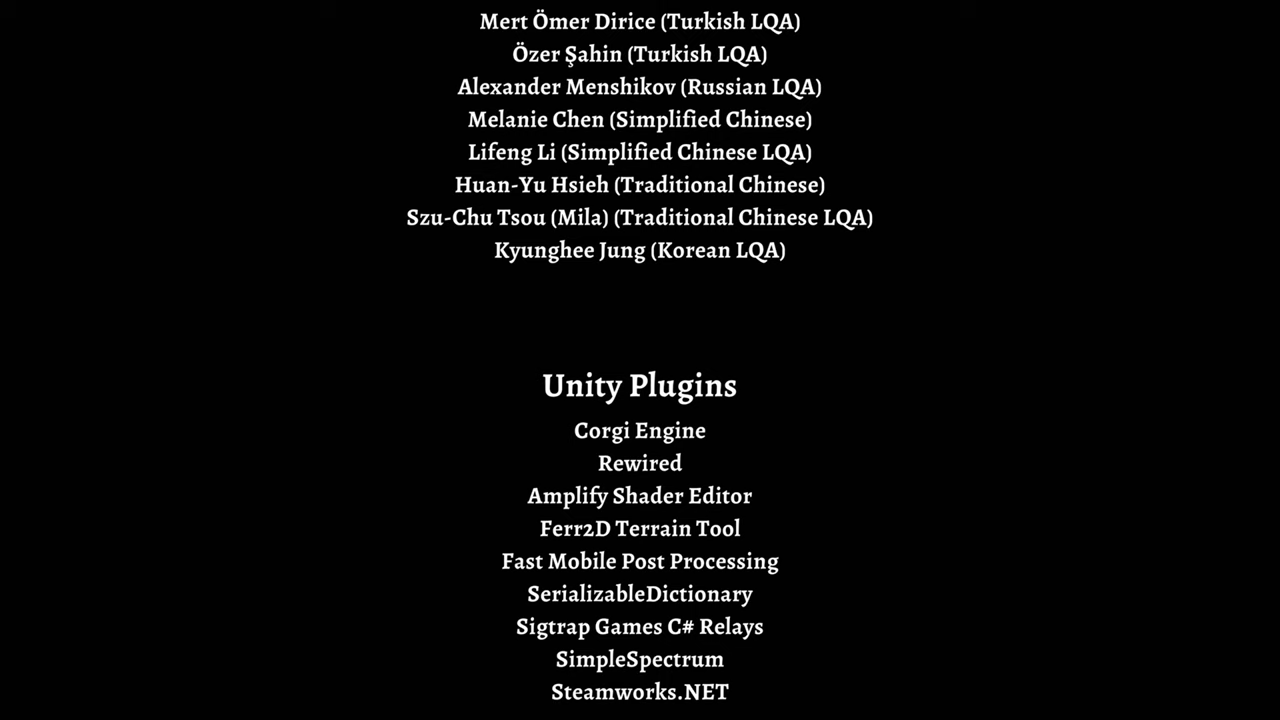 Mert Ömer Dirice (Turkish LQA)
Özer Şahin (Turkish LQA)
Alexander Menshikov (Russian LQA)
Melanie Chen (Simplified Chinese)
Lifeng Li (Simplified Chinese LQA)
Huan-Yu Hsieh (Traditional Chinese)
Szu-Chu Tsou (Mila) (Traditional Chinese LQA)
Kyunghee Jung (Korean LQA)
Unity Plugins
Corgi Engine
Rewired
Amplify Shader Editor
Ferr2D Terrain Tool
Fast Mobile Post Processing
SerializableDictionary
Sigtrap Games C# Relays
SimpleSpectrum
Steamworks.NET